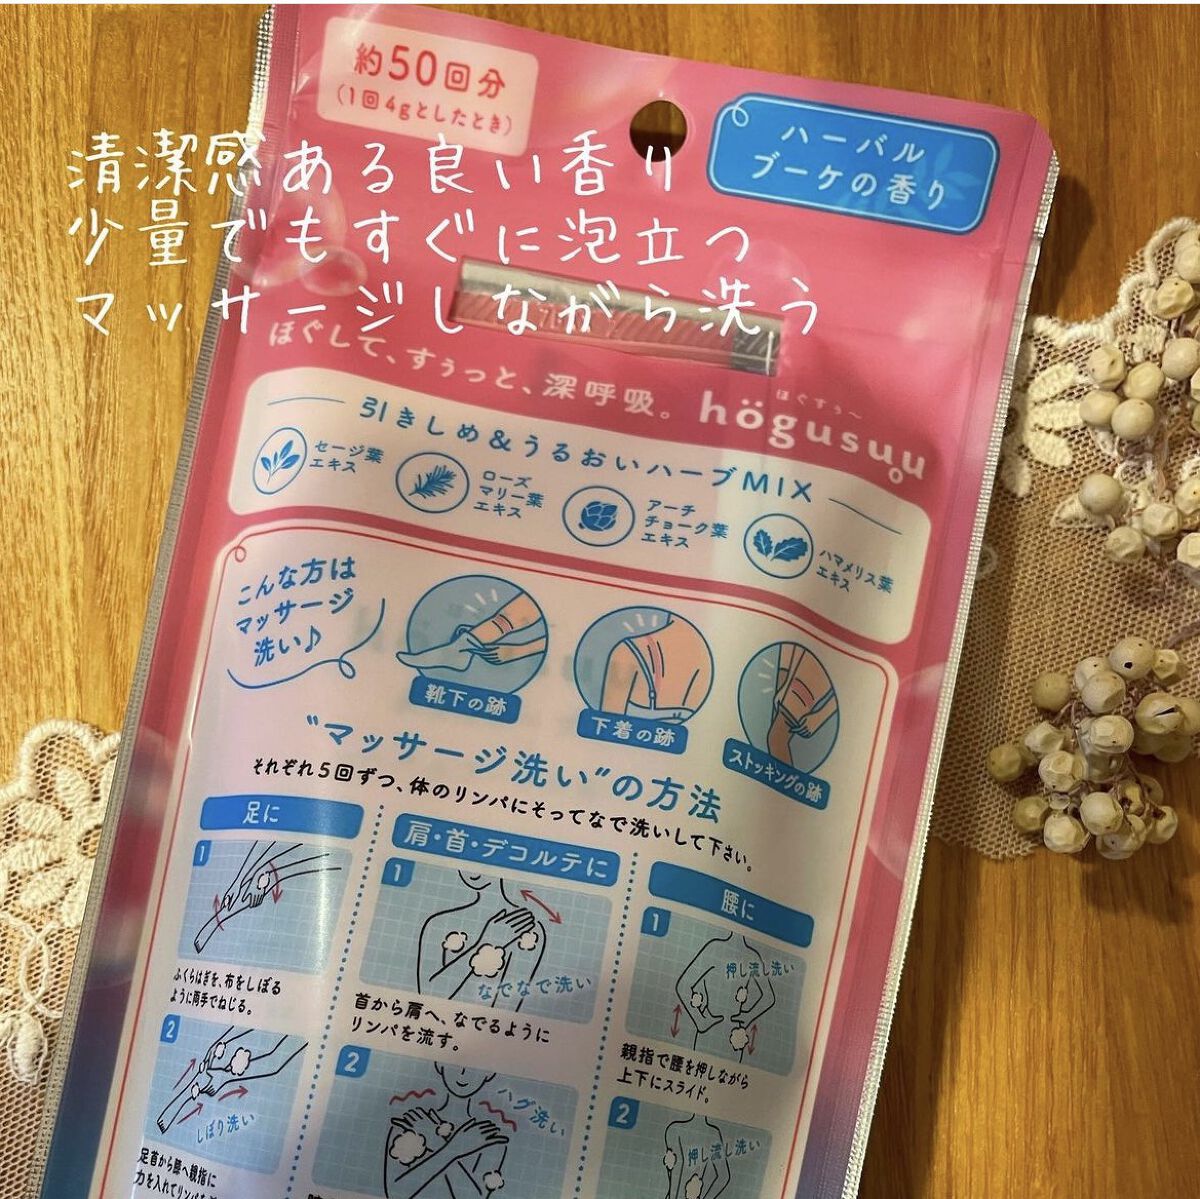 約50回分
(1回4gとしたとき)
ハーバル
ブーケの香り
清潔感ある良い香り
少量でもすぐに泡立つ
マッサージしながら洗う
ほぐして、すぅっと、深呼吸。
ほぐすぅ〜
högusuu
引きしめ&うるおいハーブMIX
セージ葉
エキス
ローズ
マリー葉
エキス
アーチ
チョーク葉
エキス
ハマメリス葉
エキス
こんな方は
マッサージ
洗い♪
靴下の跡
下着の跡
ストッキングの跡
"マッサージ洗い"の方法
それぞれ5回ずつ、体のリンパにそってなで洗いして下さい。
足に
1
ふくらはぎを、布をしぼる
ように両手でねじる。
2
しぼり洗い
足首から膝へ親指に
肩・首・デコルテに
1
なでなで洗い
首から肩へ、なでるように
リンパを流す。
2
ハグ洗い
腰に
1
押し流し洗い
親指で腰を押しながら
上下にスライド。
2
押し流し洗い